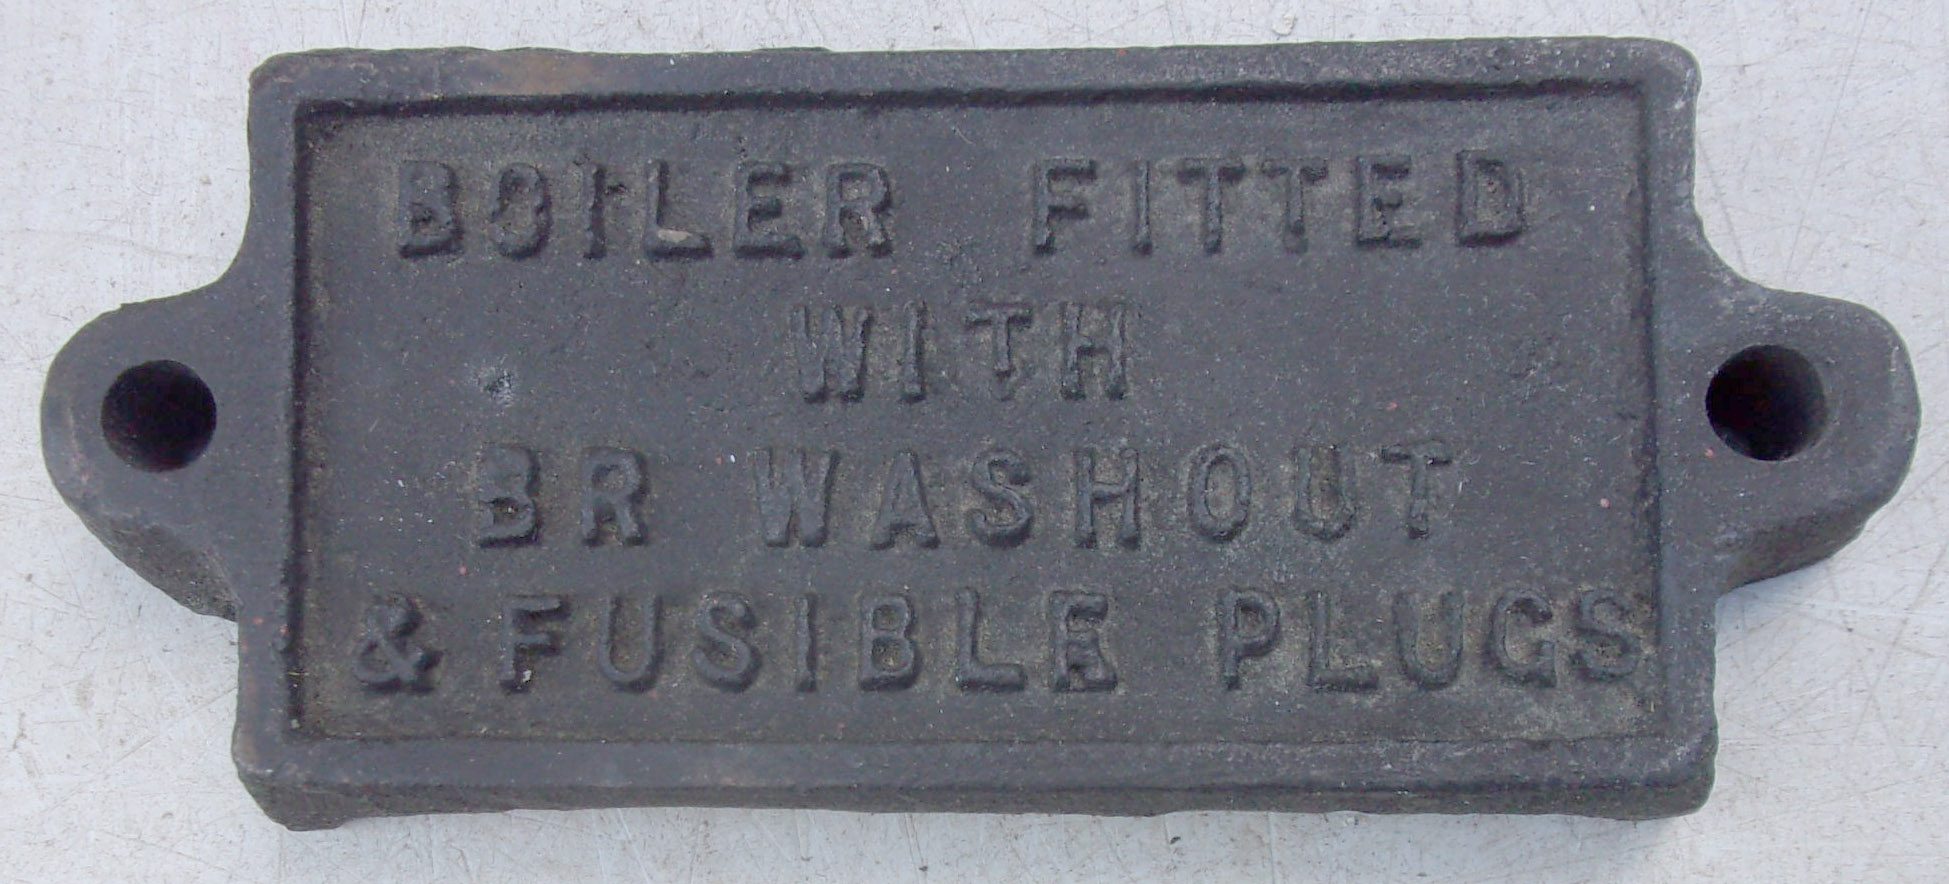 BOILER FITTED
WITH
BR WASHOUT
& FUSIBLE PLUGS